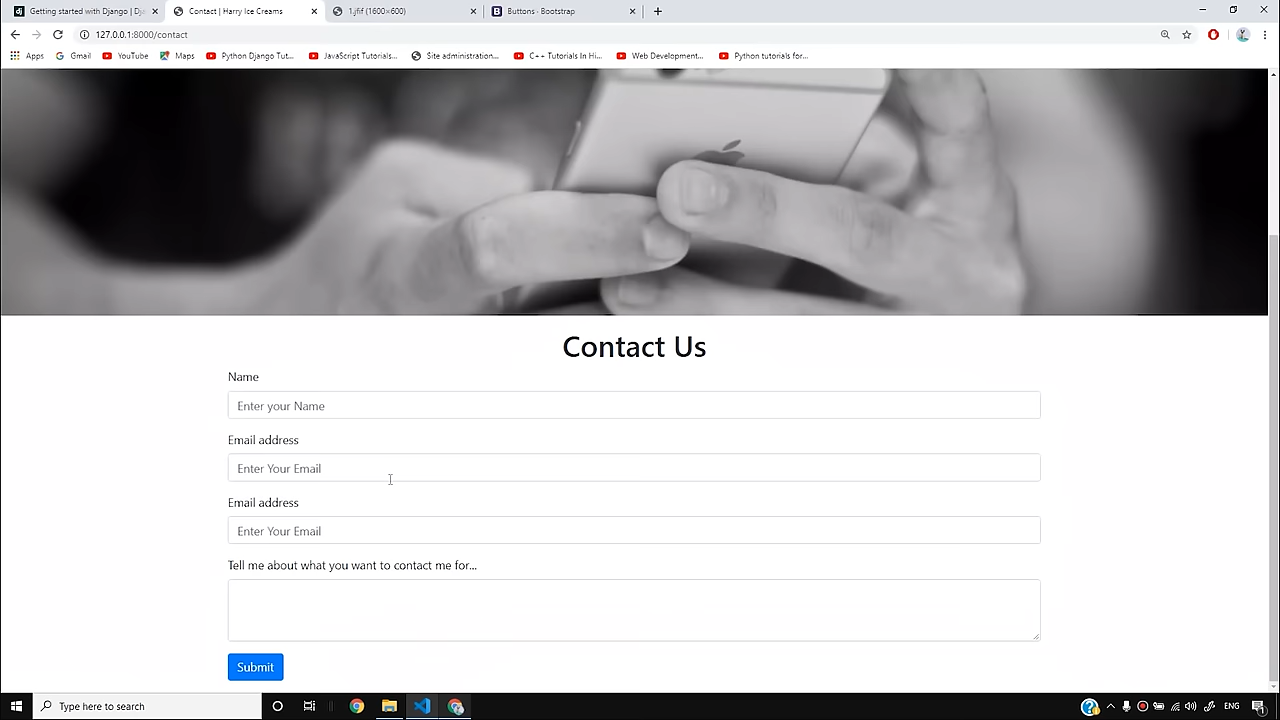 Getting started with Django | Dj
Contact | Harry Ice Creams
1.jfif (1600×600)
Buttons · Bootstrap
127.0.0.1:8000/contact
Apps
Gmail
YouTube
Maps
Python Django Tut...
JavaScript Tutorials...
Site administration...
C++ Tutorials In Hi...
Web Development...
Python tutorials for...
Contact Us
Name
Enter your Name
Email address
Enter Your Email
Email address
Enter Your Email
Tell me about what you want to contact me for...
Submit
Type here to search
ENG